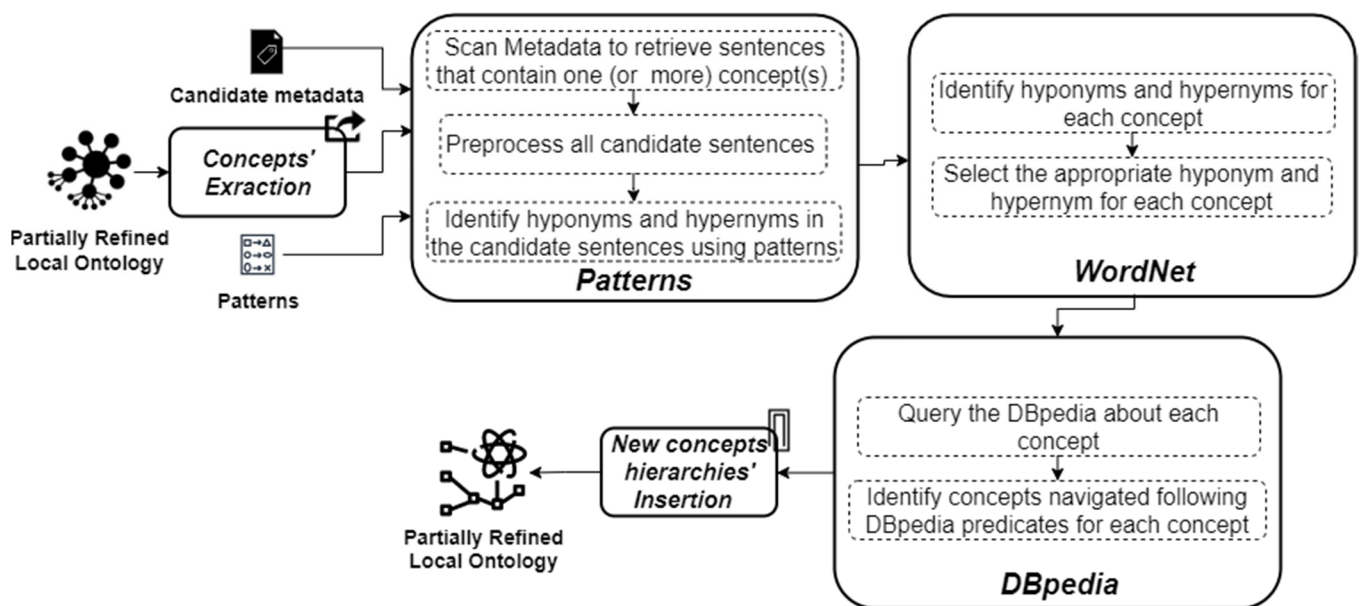 Candidate metadata
Concepts'
Exraction
Partially Refined
Local Ontology
Patterns
Scan Metadata to retrieve sentences
that contain one (or more) concept(s)
Preprocess all candidate sentences
Identify hyponyms and hypernyms in
the candidate sentences using patterns
Patterns
Identify hyponyms and hypernyms for
each concept
Select the appropriate hyponym and
hypernym for each concept
WordNet
Query the DBpedia about each
concept
Identify concepts navigated following
DBpedia predicates for each concept
DBpedia
New concepts
hierarchies'
Insertion
Partially Refined
Local Ontology